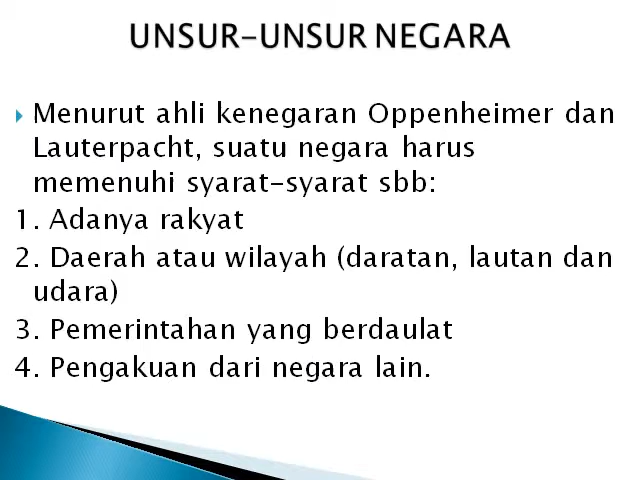 UNSUR-UNSUR NEGARA
Menurut ahli kenegaran Oppenheimer dan
Lauterpacht, suatu negara harus
memenuhi syarat-syarat sbb:
1. Adanya rakyat
2. Daerah atau wilayah (daratan, lautan dan
udara)
3. Pemerintahan yang berdaulat
4. Pengakuan dari negara lain.